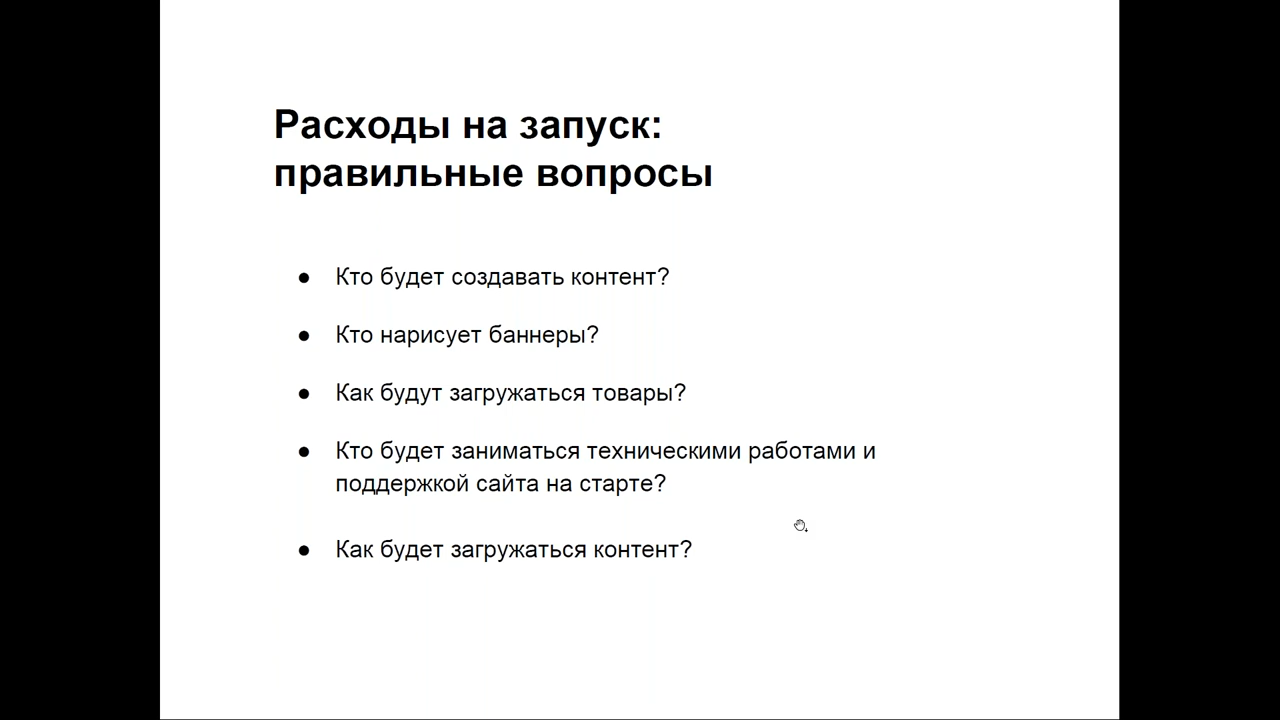 Расходы на запуск:
правильные вопросы
● Кто будет создавать контент?
● Кто нарисует баннеры?
● Как будут загружаться товары?
● Кто будет заниматься техническими работами и
поддержкой сайта на старте?
● Как будет загружаться контент?